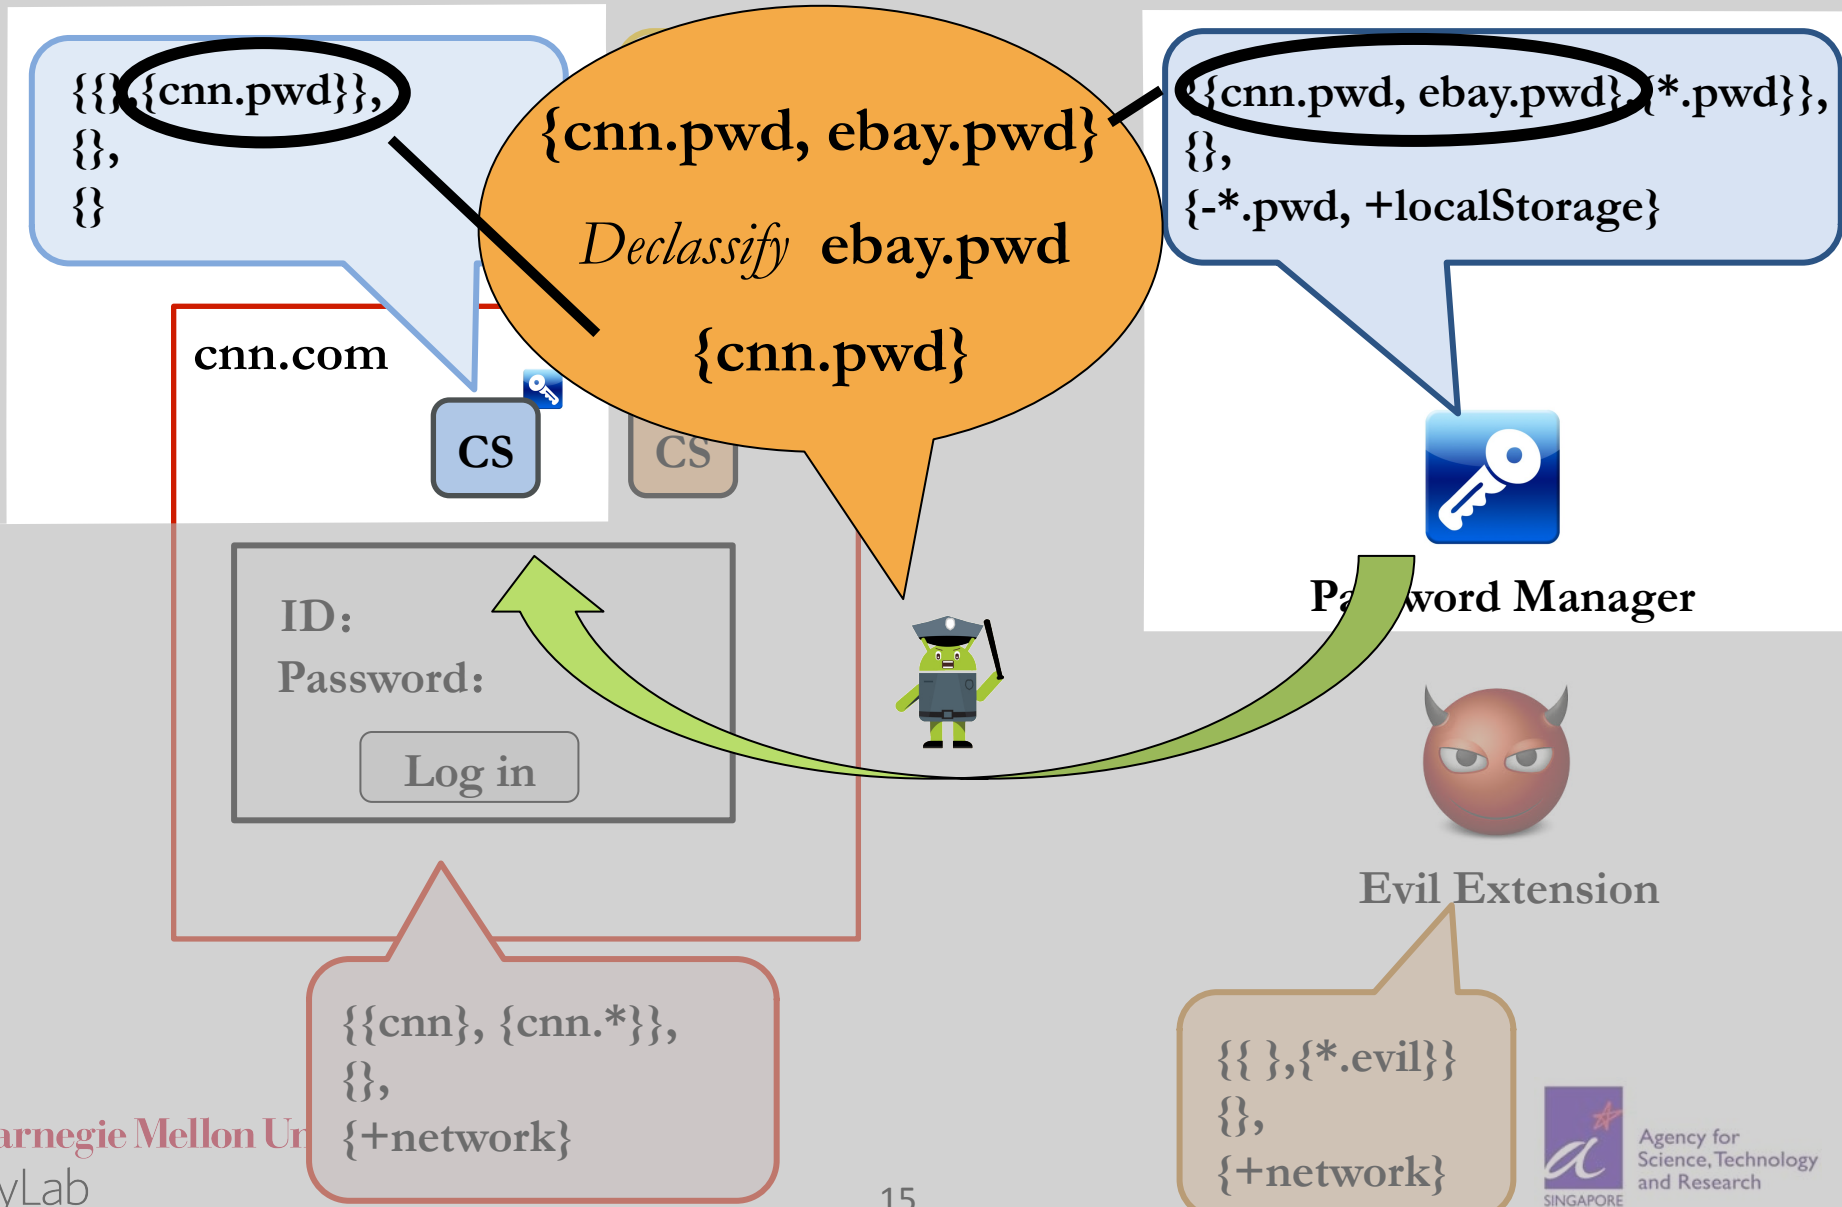 {{},{cnn.pwd}},
{},
{}
{cnn.pwd, ebay.pwd}
Declassify ebay.pwd
{cnn.pwd}
{{cnn.pwd, ebay.pwd},{*.pwd}},
{},
{-*.pwd, +localStorage}
cnn.com
CS
CS
ID:
Password:
Log in
Password Manager
Evil Extension
{{cnn}, {cnn.*}},
{},
{+network}
{{ },{*.evil}}
{},
{+network}
arnegie Mellon Un
yLab
15
Agency for
Science, Technology
and Research
SINGAPORE